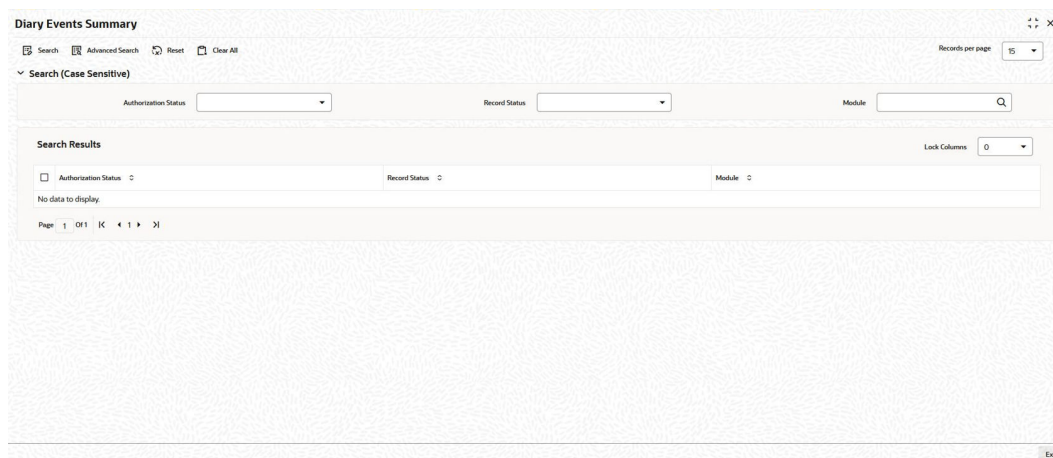 Diary Events Summary
Search Advanced Search Reset Clear All Records per page 15
Search (Case Sensitive)
Authorization Status Record Status Module
Search Results Lock Columns 0
Authorization Status Record Status Module
No data to display.
Page 1 Of 1 1
Ex